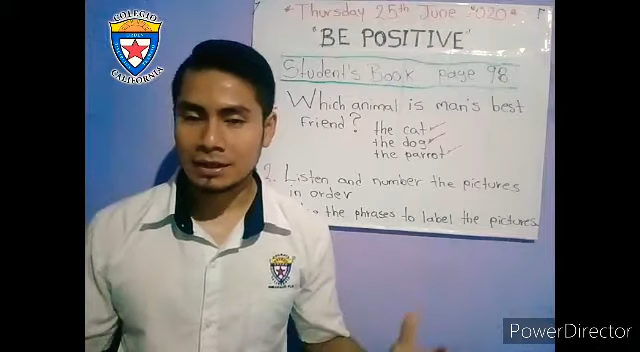 COLEGIO
CALIFORNIA
* Thursday 25th June 2020 *
"BE POSITIVE"
Student's Book page 98
Which animal is man's best
friend?
the cat
the dog
the parrot
2. Listen and number the pictures
in order
the phrases to label the pictures.
PowerDirector